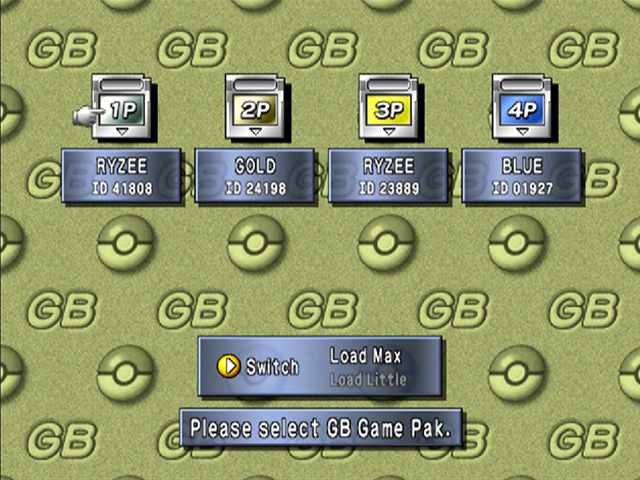 GB GB GB GB GB
1P 2P 3P 4P
RYZEE GOLD RYZEE BLUE
ID 41808 ID 24198 ID 23889 ID 01927
GB GB
GB GB GB GB GB
Switch Load Max
Load Little
Please select GB Game Pak.
GB GB